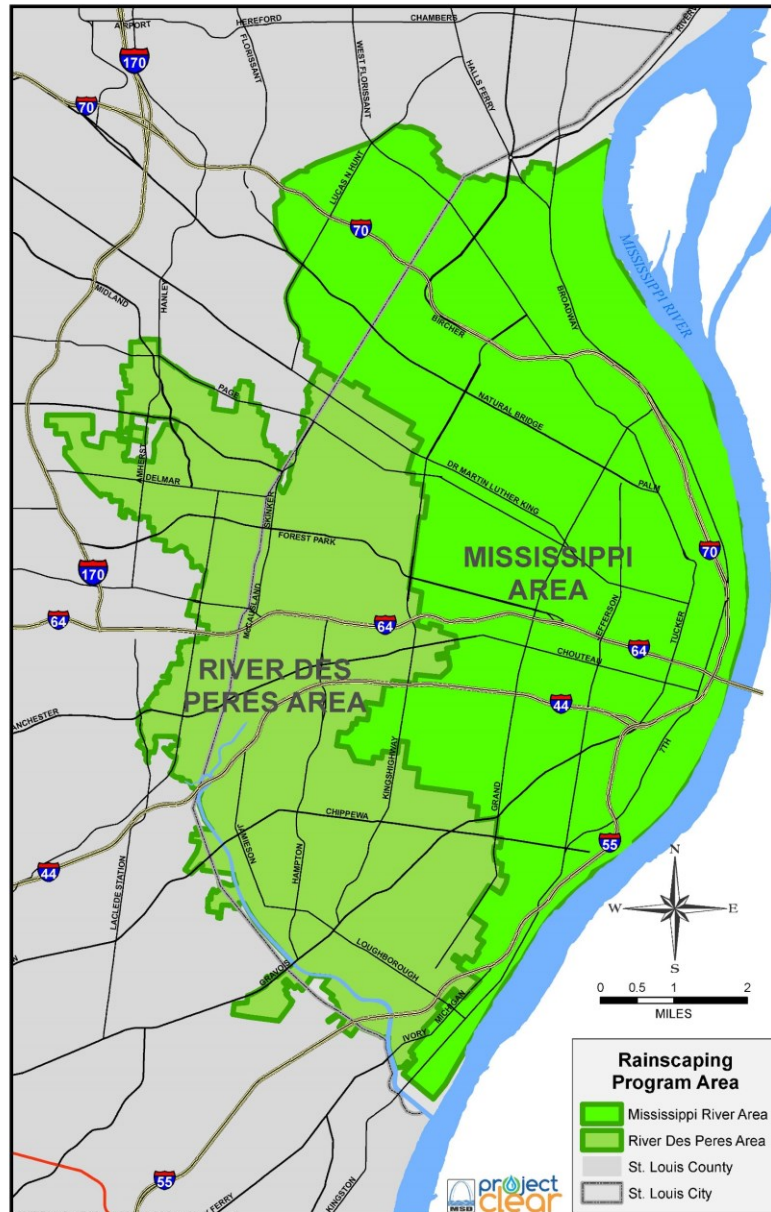 AIRPORT
HEREFORD
CHAMBERS
FLORISSANT
WEST FLORISSANT
HALLS FERRY
170
70
LUCAS N HUNT
70
MISSISSIPPI RIVER
HANLEY
MIDLAND
BROADWAY
BIRCHER
PAGE
NATURAL BRIDGE
AMHERST
DELMAR
DR MARTIN LUTHER KING
PALM
SKINKER
FOREST PARK
MISSISSIPPI
AREA
70
170
64
MCCAUSLAND
64
JEFFERSON
TUCKER
64
CHOUTEAU
RIVER DES
PERES AREA
44
7TH
KINGSHIGHWAY
GRAND
CHIPPEWA
55
JAMIESON
HAMPTON
44
LACLEDE STATION
N
W E
S
LOUGHBOROUGH
GRAVOIS
MICHIGAN
IVORY
0 0.5 1 2
MILES
Rainscaping
Program Area
Mississippi River Area
River Des Peres Area
St. Louis County
St. Louis City
55
KINGSTON
MSD
project
clear